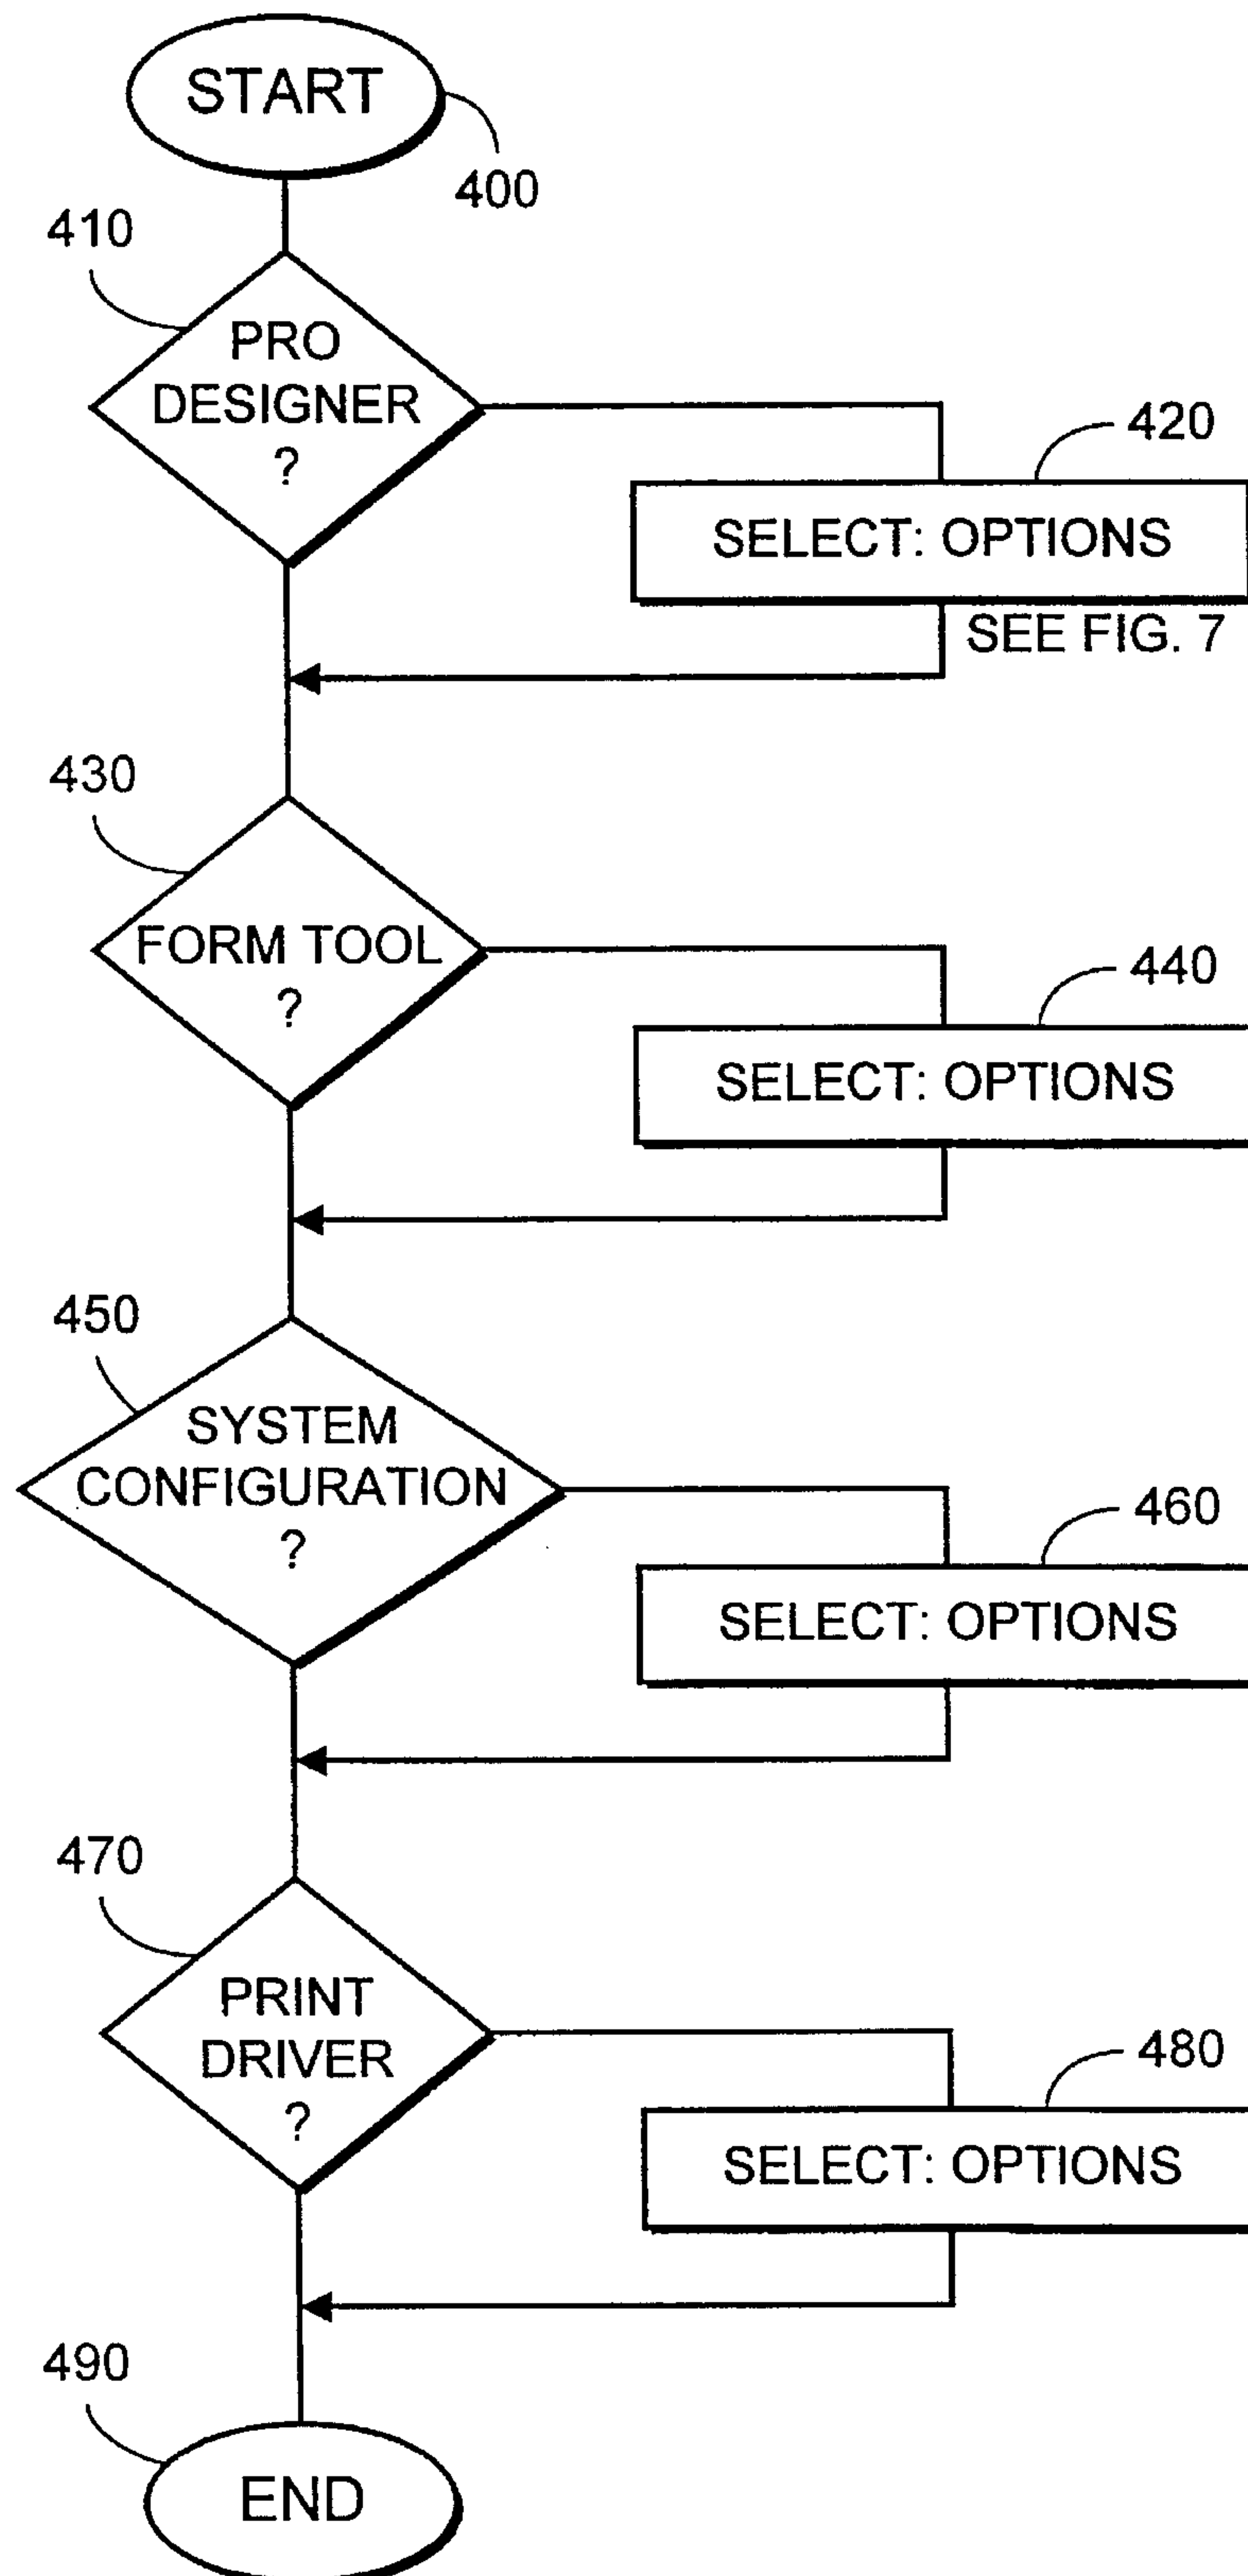 START
400
410
PRO
DESIGNER
?
420
SELECT: OPTIONS
SEE FIG. 7
430
FORM TOOL
?
440
SELECT: OPTIONS
450
SYSTEM
CONFIGURATION
?
460
SELECT: OPTIONS
470
PRINT
DRIVER
?
480
SELECT: OPTIONS
490
END